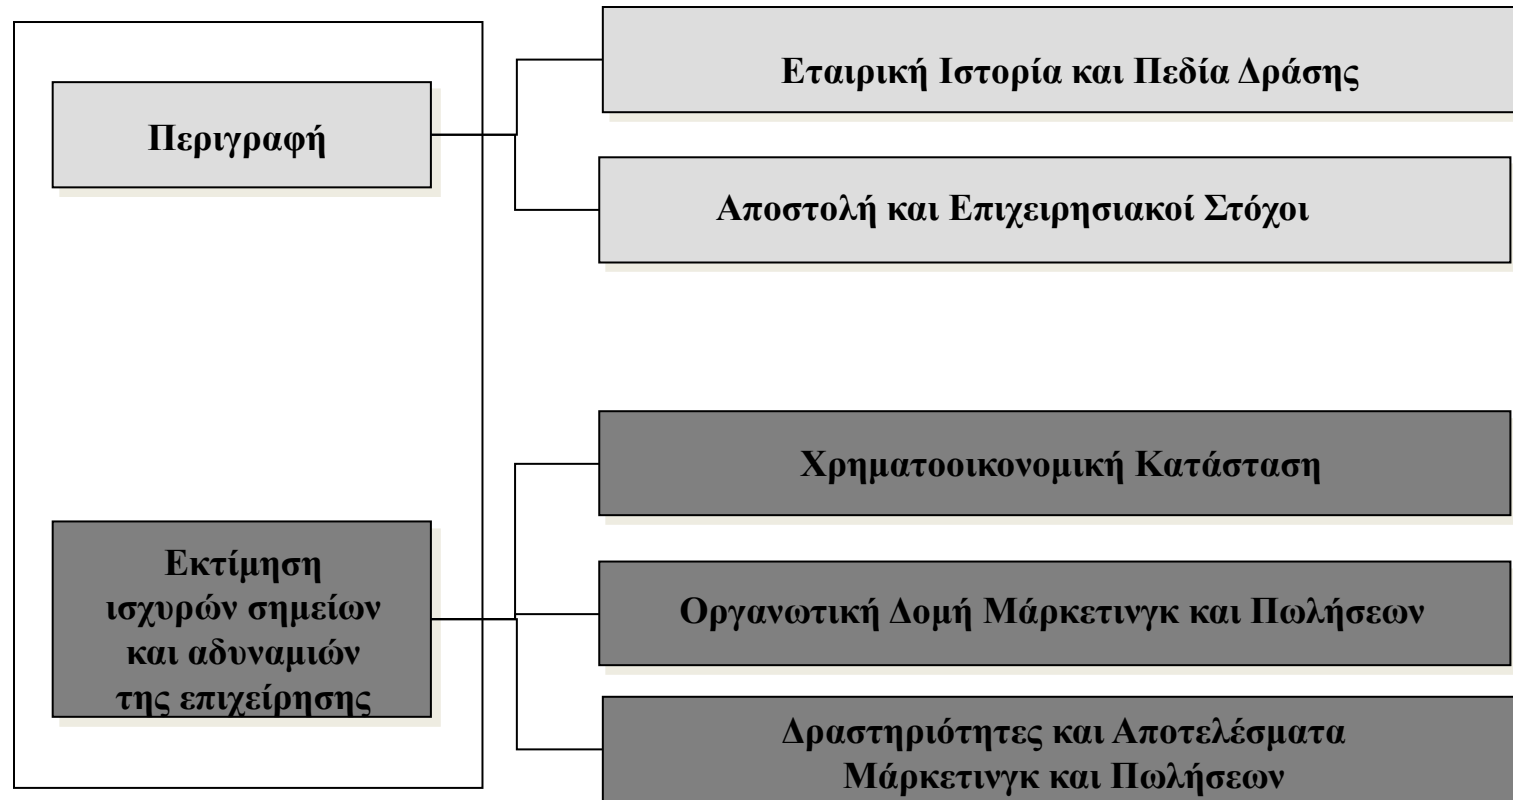 Περιγραφή
Εταιρική Ιστορία και Πεδία Δράσης
Αποστολή και Επιχειρησιακοί Στόχοι
Εκτίμηση
ισχυρών σημείων
και αδυναμιών
της επιχείρησης
Χρηματοοικονομική Κατάσταση
Οργανωτική Δομή Μάρκετινγκ και Πωλήσεων
Δραστηριότητες και Αποτελέσματα
Μάρκετινγκ και Πωλήσεων